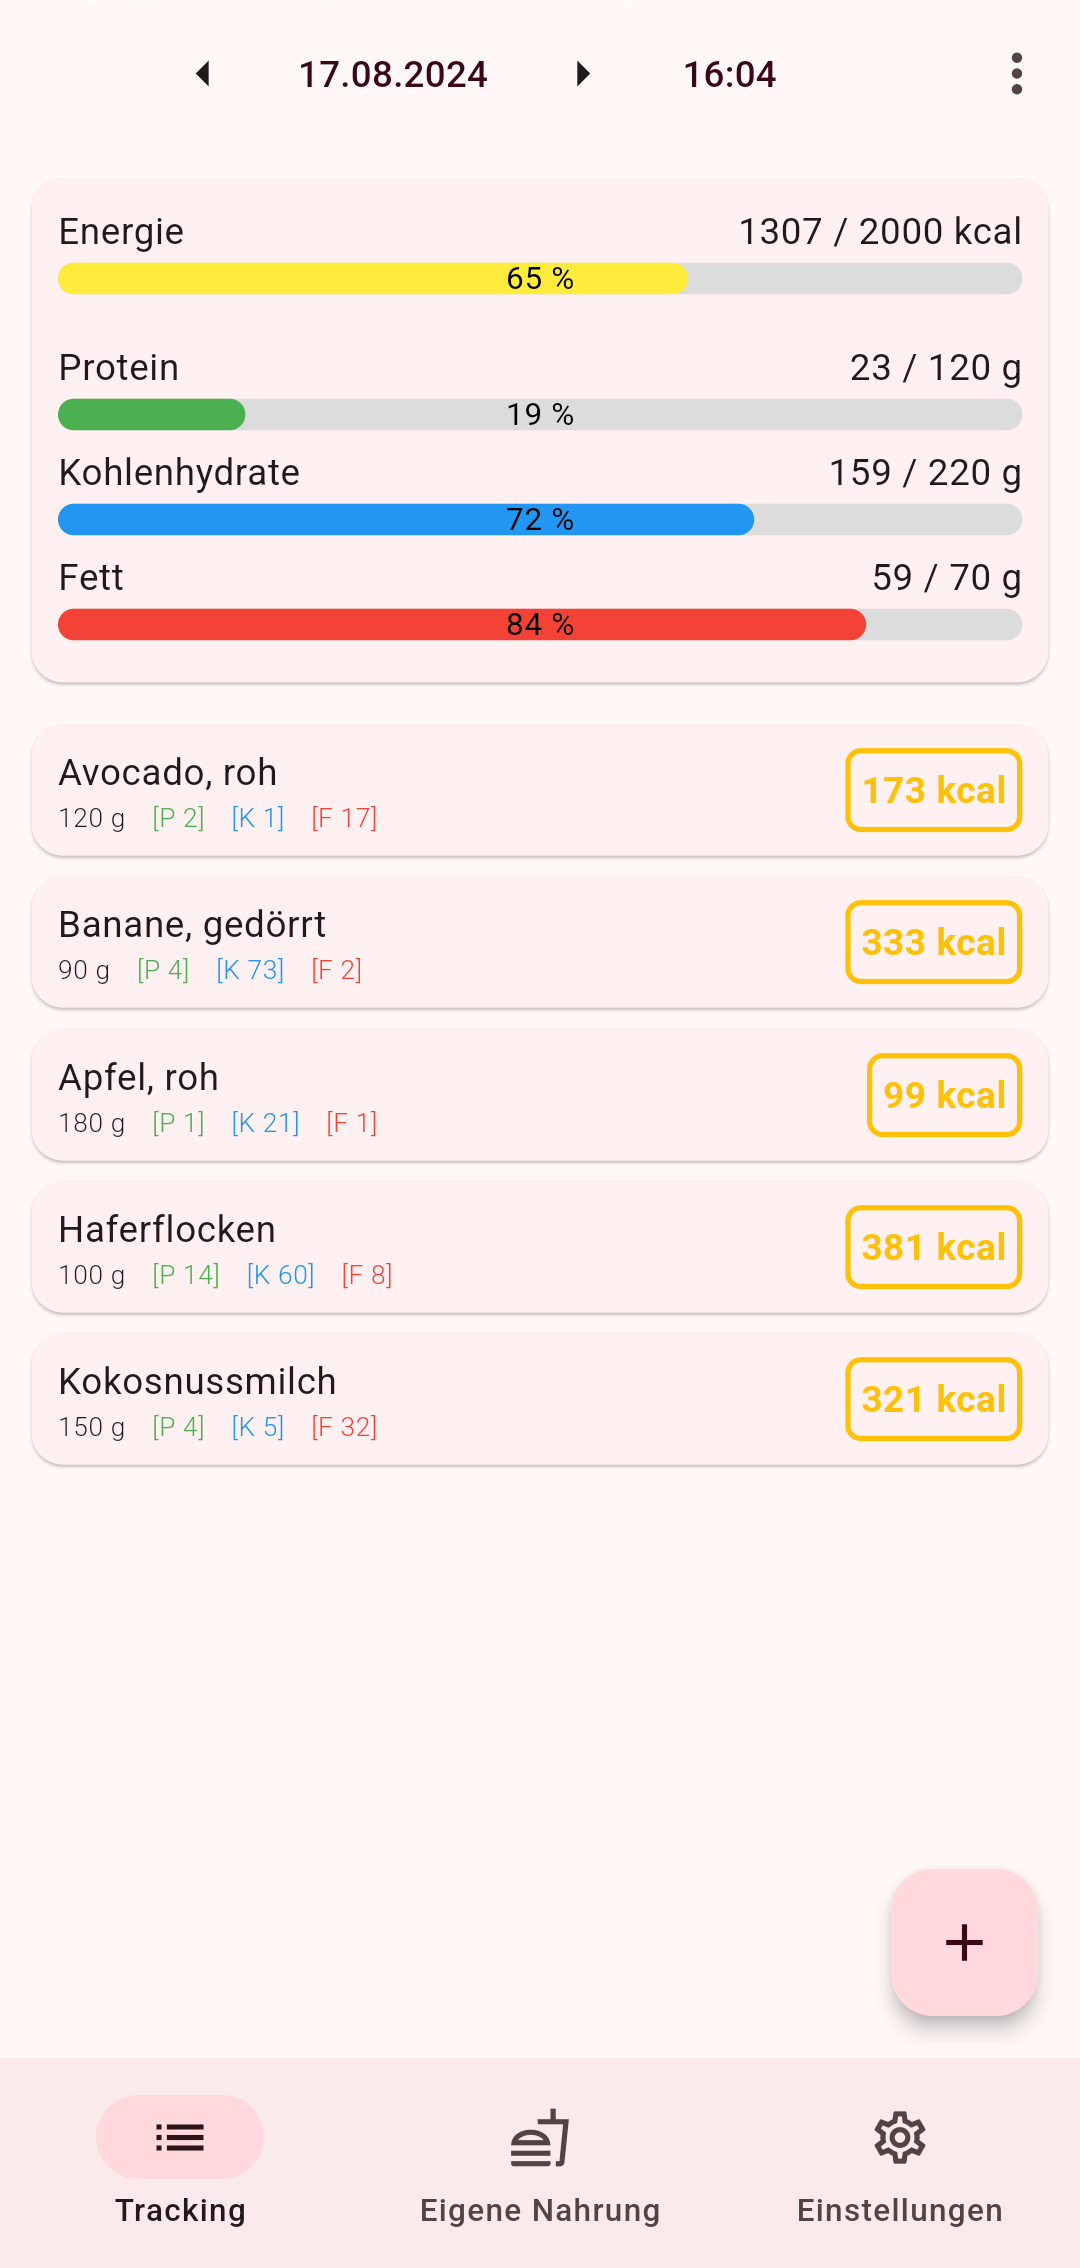 17.08.2024 16:04
Energie 1307 / 2000 kcal
65 %
Protein 23 / 120 g
19 %
Kohlenhydrate 159 / 220 g
72 %
Fett 59 / 70 g
84 %
Avocado, roh
173 kcal
120 g [P 2] [K 1] [F 17]
Banane, gedörrt
333 kcal
90 g [P 4] [K 73] [F 2]
Apfel, roh
99 kcal
180 g [P 1] [K 21] [F 1]
Haferflocken
381 kcal
100 g [P 14] [K 60] [F 8]
Kokosnussmilch
321 kcal
150 g [P 4] [K 5] [F 32]
Tracking Eigene Nahrung Einstellungen